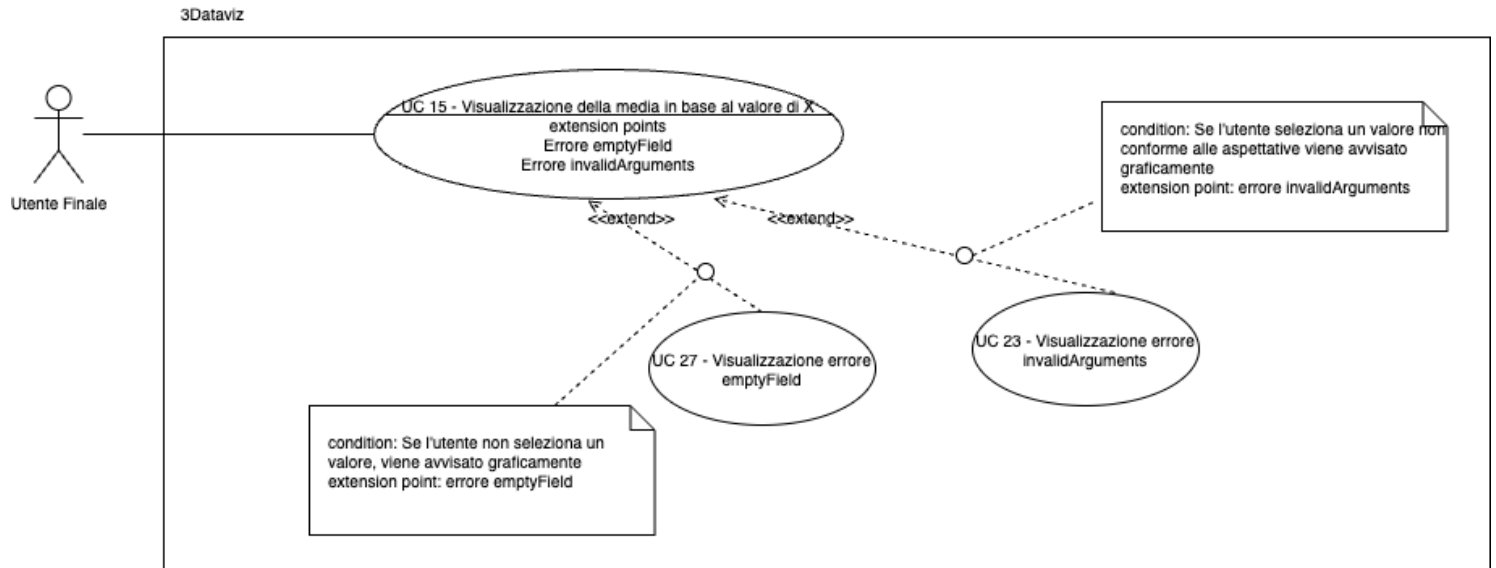 3Dataviz
Utente Finale
UC 15 - Visualizzazione della media in base al valore di X
extension points
Errore emptyField
Errore invalidArguments
condition: Se l'utente seleziona un valore non
conforme alle aspettative viene avvisato
graficamente
extension point: errore invalidArguments
<<extend>>
<<extend>>
UC 27 - Visualizzazione errore
emptyField
UC 23 - Visualizzazione errore
invalidArguments
condition: Se l'utente non seleziona un
valore, viene avvisato graficamente
extension point: errore emptyField